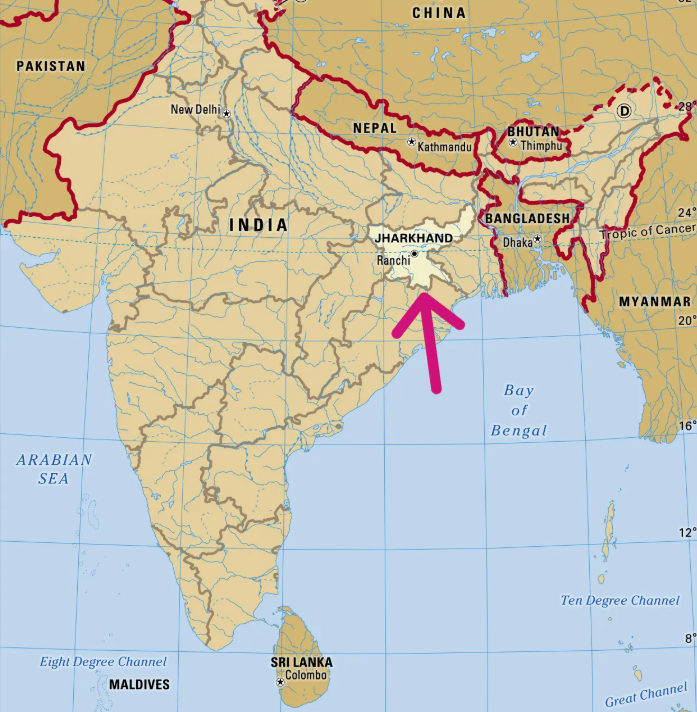 CHINA
PAKISTAN
New Delhi
NEPAL
Kathmandu
BHUTAN
Thimphu
D
28°
INDIA
JHARKHAND
Ranchi
BANGLADESH
Dhaka
24°
Tropic of Cancer
MYANMAR
20°
Bay
of
Bengal
16°
ARABIAN
SEA
12°
Ten Degree Channel
8°
Eight Degree Channel
MALDIVES
SRI LANKA
Colombo
Great Channel